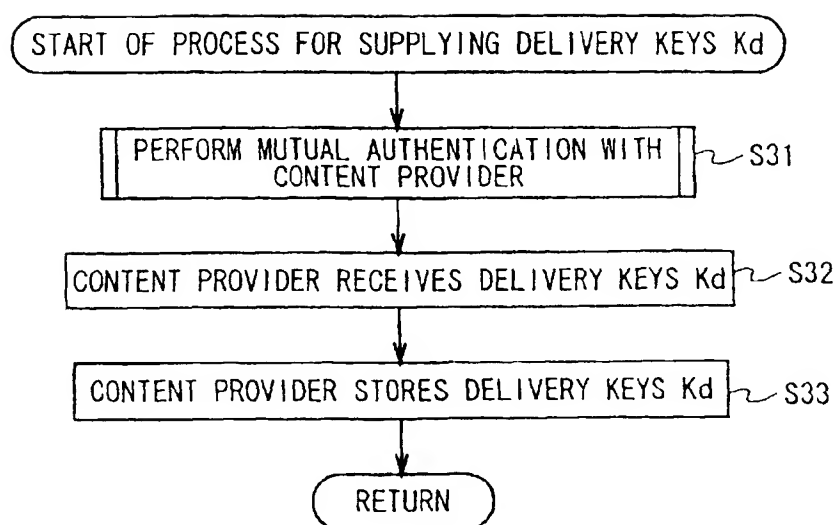 START OF PROCESS FOR SUPPLYING DELIVERY KEYS Kd
PERFORM MUTUAL AUTHENTICATION WITH
CONTENT PROVIDER
S31
CONTENT PROVIDER RECEIVES DELIVERY KEYS Kd
S32
CONTENT PROVIDER STORES DELIVERY KEYS Kd
S33
RETURN